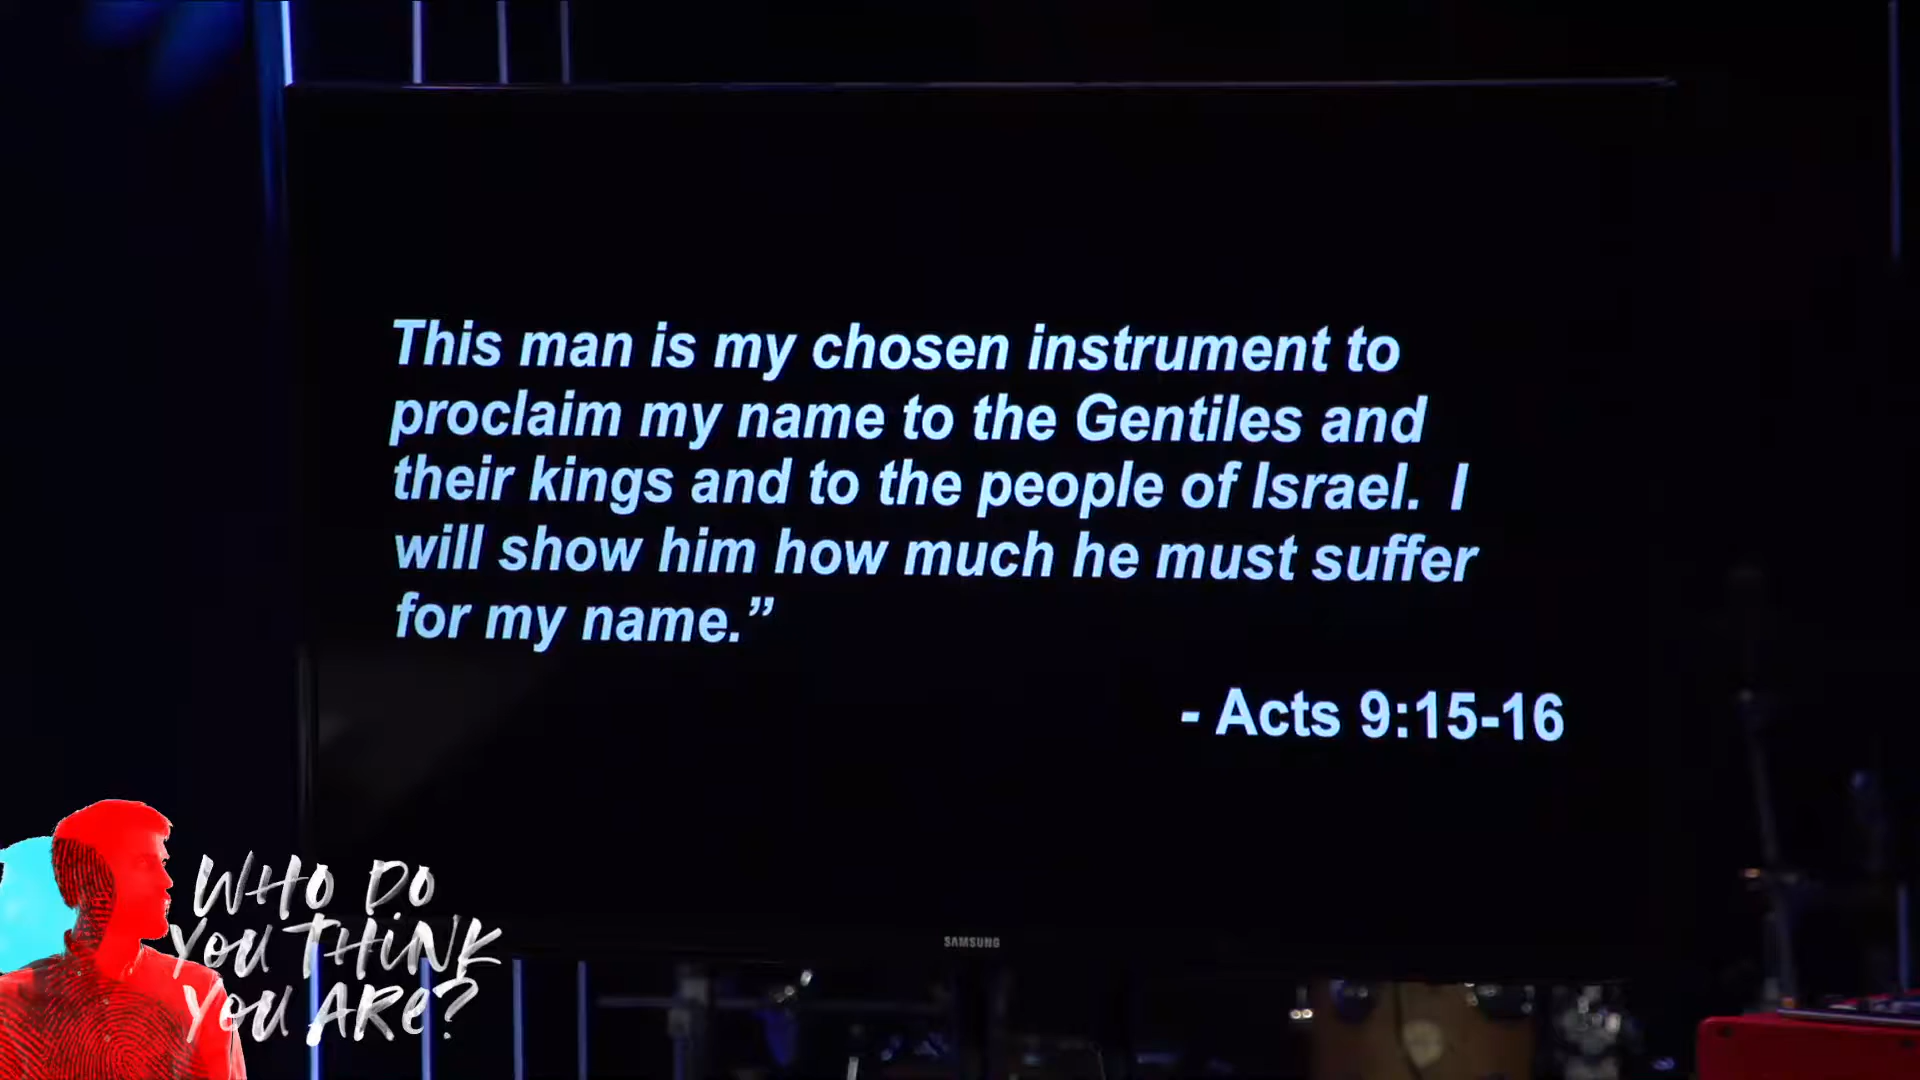 This man is my chosen instrument to
proclaim my name to the Gentiles and
their kings and to the people of Israel.  I
will show him how much he must suffer
for my name.”
- Acts 9:15-16
SAMSUNG
WHO DO
YOU THiNK
YOU ARe?